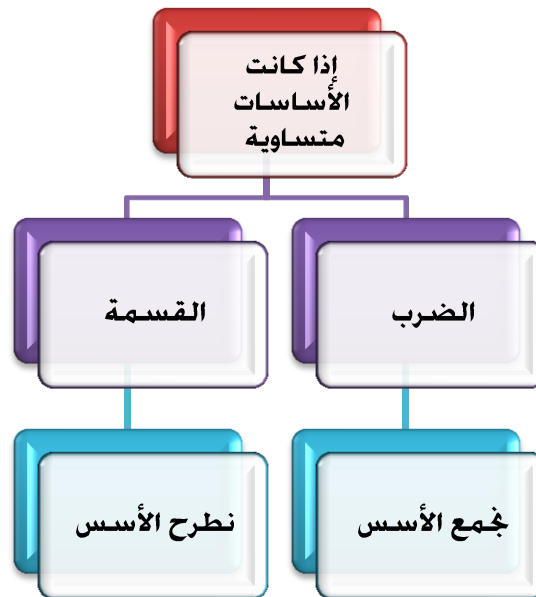 إذا كانت
الأساسات
متساوية
الضرب
القسمة
نجمع الأسس
نطرح الأسس